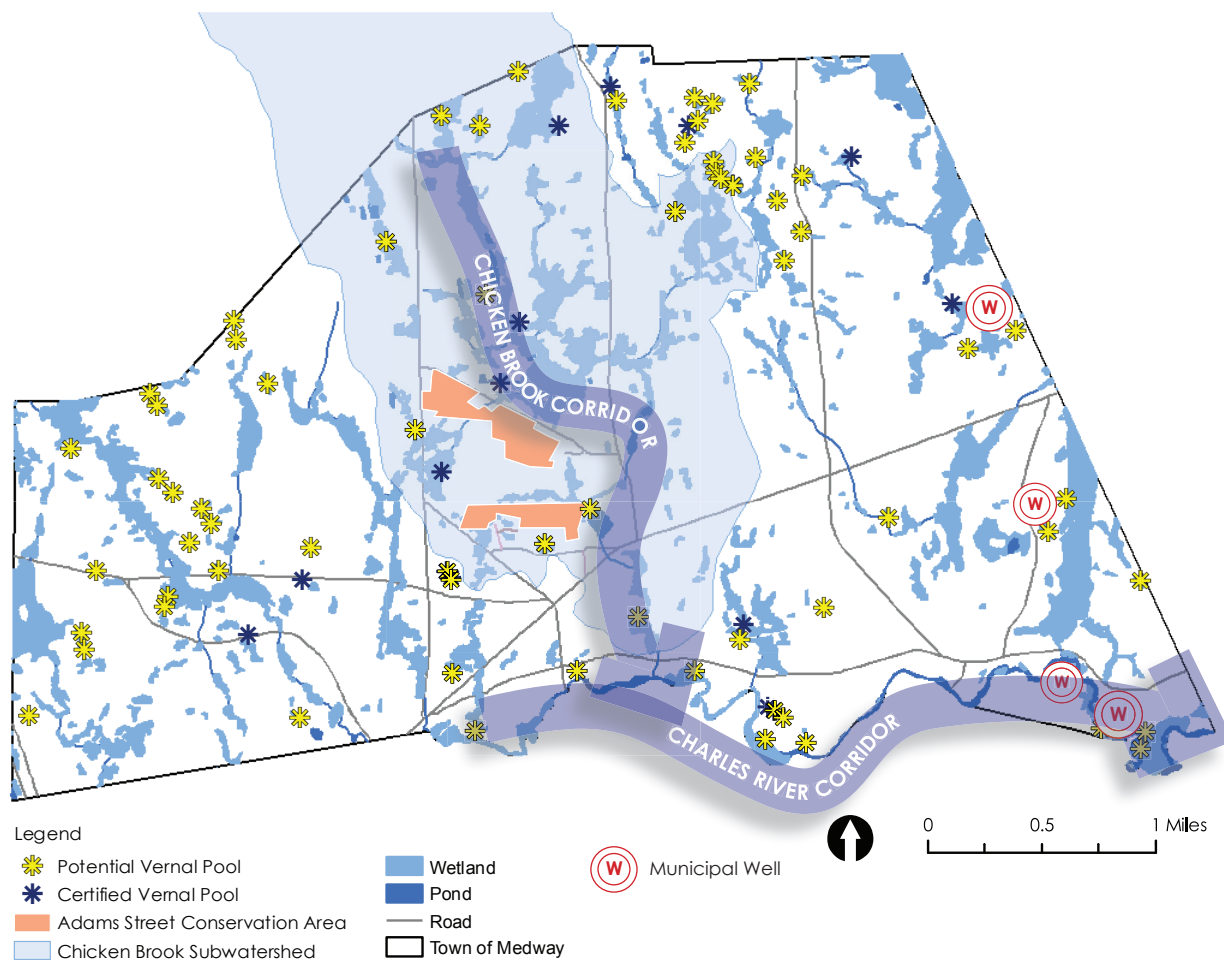 CHICKEN BROOK CORRIDOR
W
W
W
W
CHARLES RIVER CORRIDOR
0 0.5 1 Miles
Legend
Potential Vernal Pool
Certified Vernal Pool
Adams Street Conservation Area
Chicken Brook Subwatershed
Wetland
Pond
Road
Town of Medway
W Municipal Well